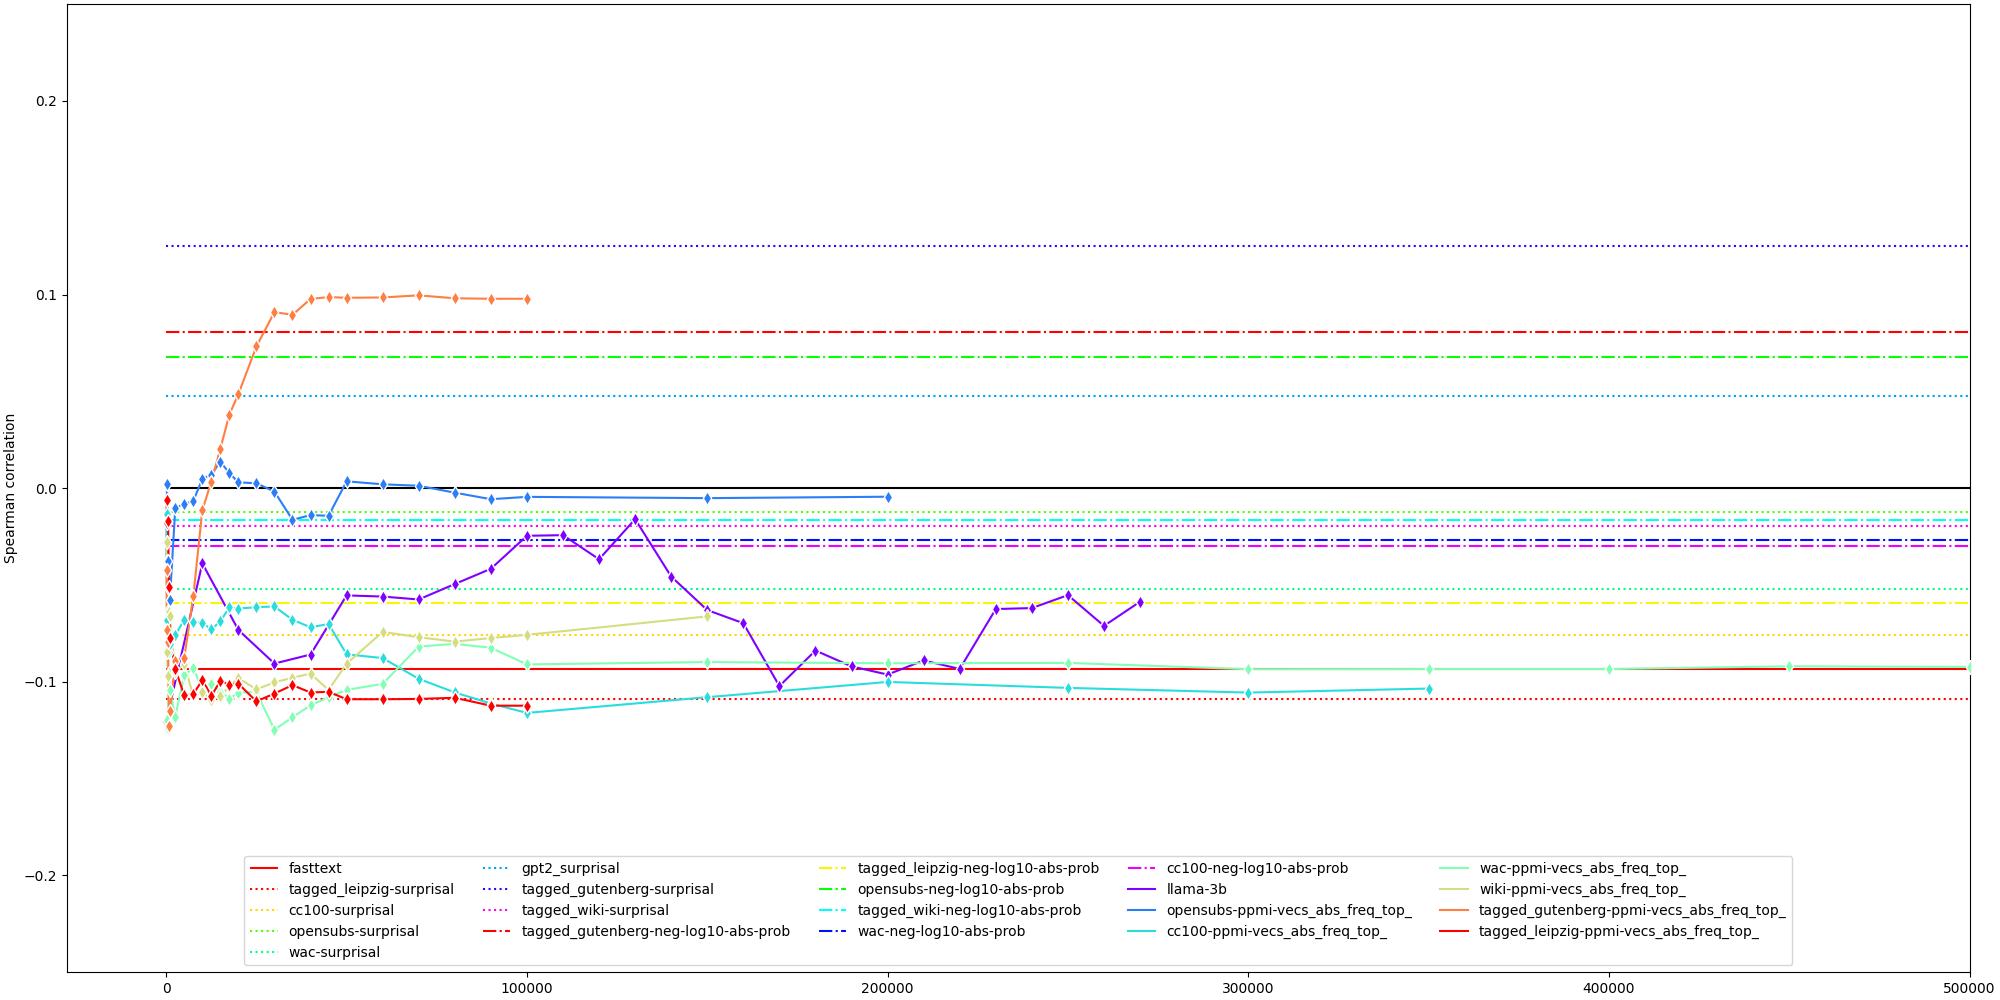 0.2
0.1
0.0
−0.1
−0.2
Spearman correlation
0
100000
200000
300000
400000
500000
fasttext
tagged_leipzig-surprisal
cc100-surprisal
opensubs-surprisal
wac-surprisal
gpt2_surprisal
tagged_gutenberg-surprisal
tagged_wiki-surprisal
tagged_gutenberg-neg-log10-abs-prob
tagged_leipzig-neg-log10-abs-prob
opensubs-neg-log10-abs-prob
tagged_wiki-neg-log10-abs-prob
wac-neg-log10-abs-prob
cc100-neg-log10-abs-prob
llama-3b
opensubs-ppmi-vecs_abs_freq_top_
cc100-ppmi-vecs_abs_freq_top_
wac-ppmi-vecs_abs_freq_top_
wiki-ppmi-vecs_abs_freq_top_
tagged_gutenberg-ppmi-vecs_abs_freq_top_
tagged_leipzig-ppmi-vecs_abs_freq_top_